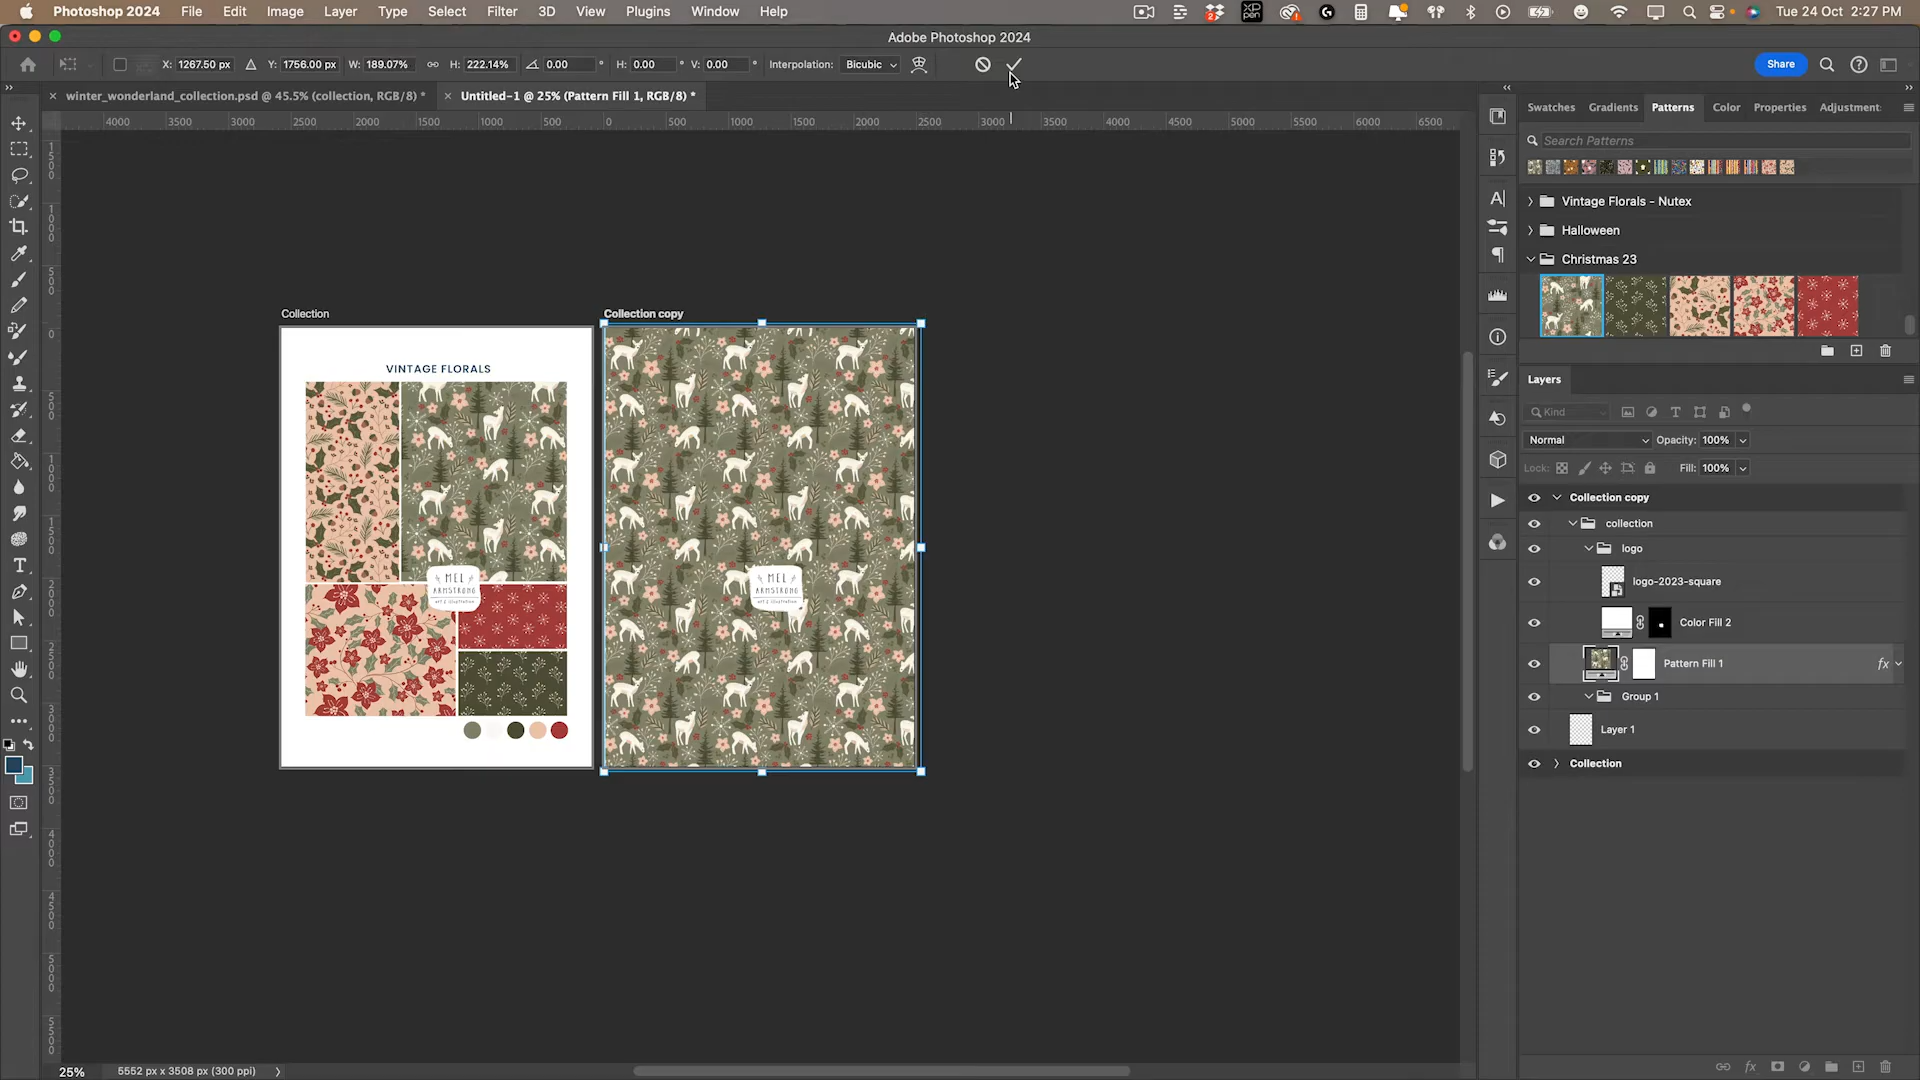 Photoshop 2024 File Edit Image Layer Type Select Filter 3D View Plugins Window Help Tue 24 Oct 2:27 PM
Adobe Photoshop 2024
X: 1267.50 px Y: 1756.00 px W: 189.07% H: 222.14% 0.00 ° H: 0.00 ° V: 0.00 ° Interpolation: Bicubic Share
winter_wonderland_collection.psd @ 45.5% (collection, RGB/8) * Untitled-1 @ 25% (Pattern Fill 1, RGB/8) *
4000 3500 3000 2500 2000 1500 1000 500 0 500 1000 1500 2000 2500 3000 3500 4000 4500 5000 5500 6000 6500
Swatches Gradients Patterns Color Properties Adjustment
Search Patterns
Vintage Florals - Nutex
Halloween
Christmas 23
Collection
Collection copy
VINTAGE FLORALS
MEL
ARMSTRONG
art & illustration
MEL
ARMSTRONG
art & illustration
Layers
Kind
Normal Opacity: 100%
Lock: Fill: 100%
Collection copy
collection
logo
logo-2023-square
Color Fill 2
Pattern Fill 1 fx
Group 1
Layer 1
Collection
25% 5552 px x 3508 px (300 ppi)